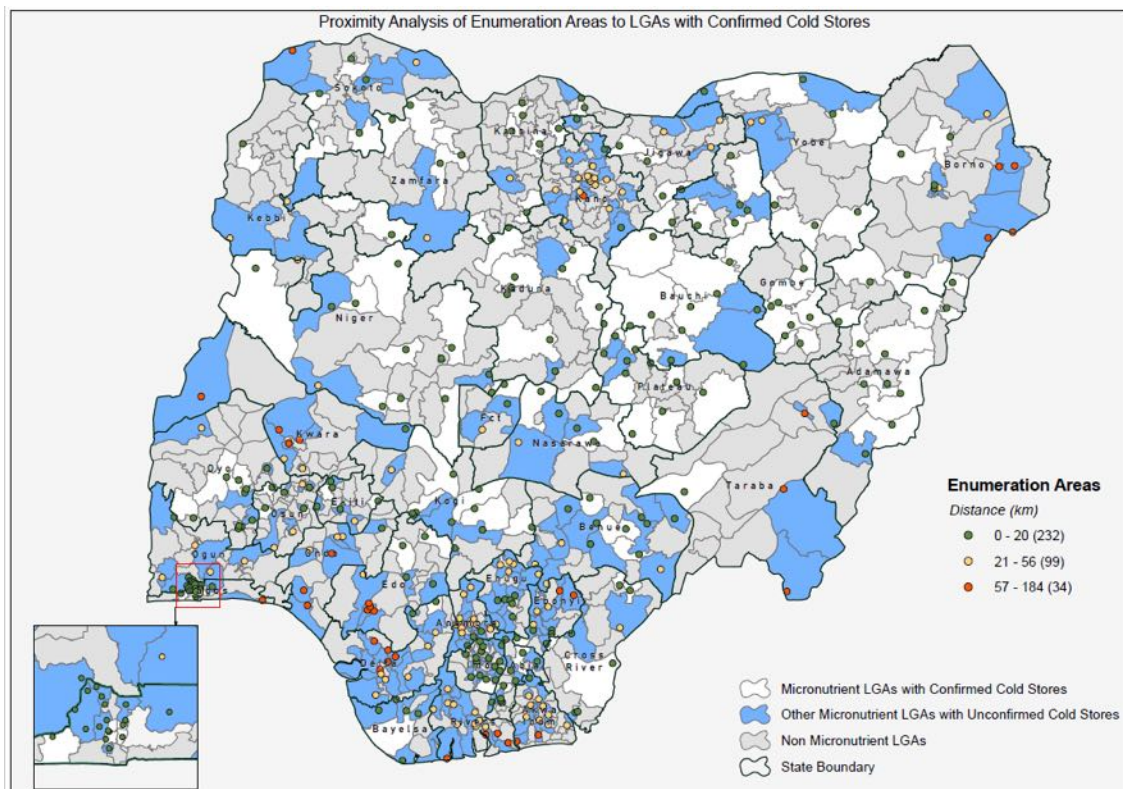 Proximity Analysis of Enumeration Areas to LGAs with Confirmed Cold Stores
Sokoto
Katsina
Jigawa
Yobe
Borno
Zamfara
Kano
Kebbi
Kaduna
Bauchi
Gombe
Niger
Adamawa
Plateau
Fct
Kwara
Nasarawa
Oyo
Taraba
Kogi
Ekiti
Osun
Benue
Ogun
Ondo
Edo
Enugu
Ebonyi
Anambra
Delta
Cross
River
Rivers
Bayelsa
Enumeration Areas
Distance (km)
0 - 20 (232)
21 - 56 (99)
57 - 184 (34)
Micronutrient LGAs with Confirmed Cold Stores
Other Micronutrient LGAs with Unconfirmed Cold Stores
Non Micronutrient LGAs
State Boundary